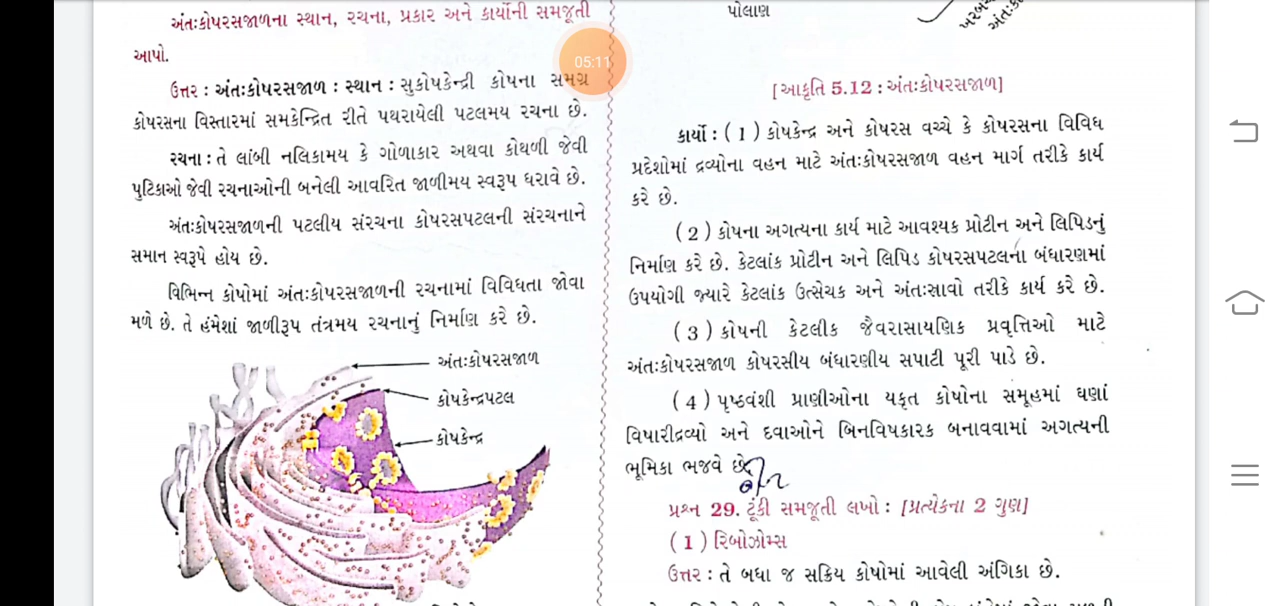 અંતઃકોષરસજાળના સ્થાન, રચના, પ્રકાર અને કાર્યોની સમજૂતી
આપો.
ઉત્તર : અંતઃકોષરસજાળ : સ્થાન : સુકોષકેન્દ્રી કોષના સમગ્ર
કોષરસના વિસ્તારમાં સમકેન્દ્રિત રીતે પથરાયેલી પટલમય રચના છે.
રચના : તે લાંબી નલિકામય કે ગોળાકાર અથવા કોથળી જેવી
પુટિકાઓ જેવી રચનાઓની બનેલી આવરિત જાળીમય સ્વરૂપ ધરાવે છે.
અંતઃકોષરસજાળની પટલીય સંરચના કોષરસપટલની સંરચનાને
સમાન સ્વરૂપે હોય છે.
વિભિન્ન કોષોમાં અંતઃકોષરસજાળની રચનામાં વિવિધતા જોવા
મળે છે. તે હંમેશાં જાળીરૂપ તંત્રમય રચનાનું નિર્માણ કરે છે.
અંતઃકોષરસજાળ
કોષકેન્દ્રપટલ
કોષકેન્દ્ર
05:11
પોલાણ
[આકૃતિ 5.12 : અંતઃકોષરસજાળ]
કાર્યો : (1) કોષકેન્દ્ર અને કોષરસ વચ્ચે કે કોષરસના વિવિધ
પ્રદેશોમાં દ્રવ્યોના વહન માટે અંતઃકોષરસજાળ વહન માર્ગ તરીકે કાર્ય
કરે છે.
(2) કોષના અગત્યના કાર્ય માટે આવશ્યક પ્રોટીન અને લિપિડનું
નિર્માણ કરે છે. કેટલાંક પ્રોટીન અને લિપિડ કોષરસપટલના બંધારણમાં
ઉપયોગી જ્યારે કેટલાંક ઉત્સેચક અને અંતઃસ્રાવો તરીકે કાર્ય કરે છે.
(3) કોષની કેટલીક જૈવરાસાયણિક પ્રવૃત્તિઓ માટે
અંતઃકોષરસજાળ કોષરસીય બંધારણીય સપાટી પૂરી પાડે છે.
(4) પૃષ્ઠવંશી પ્રાણીઓના યકૃત કોષોના સમૂહમાં ઘણાં
વિષારીદ્રવ્યો અને દવાઓને બિનવિષકારક બનાવવામાં અગત્યની
ભૂમિકા ભજવે છે.
પ્રશ્ન 29. ટૂંકી સમજૂતી લખો : [પ્રત્યેકના 2 ગુણ]
(1) રિબોઝોમ્સ
ઉત્તર : તે બધા જ સક્રિય કોષોમાં આવેલી અંગિકા છે.